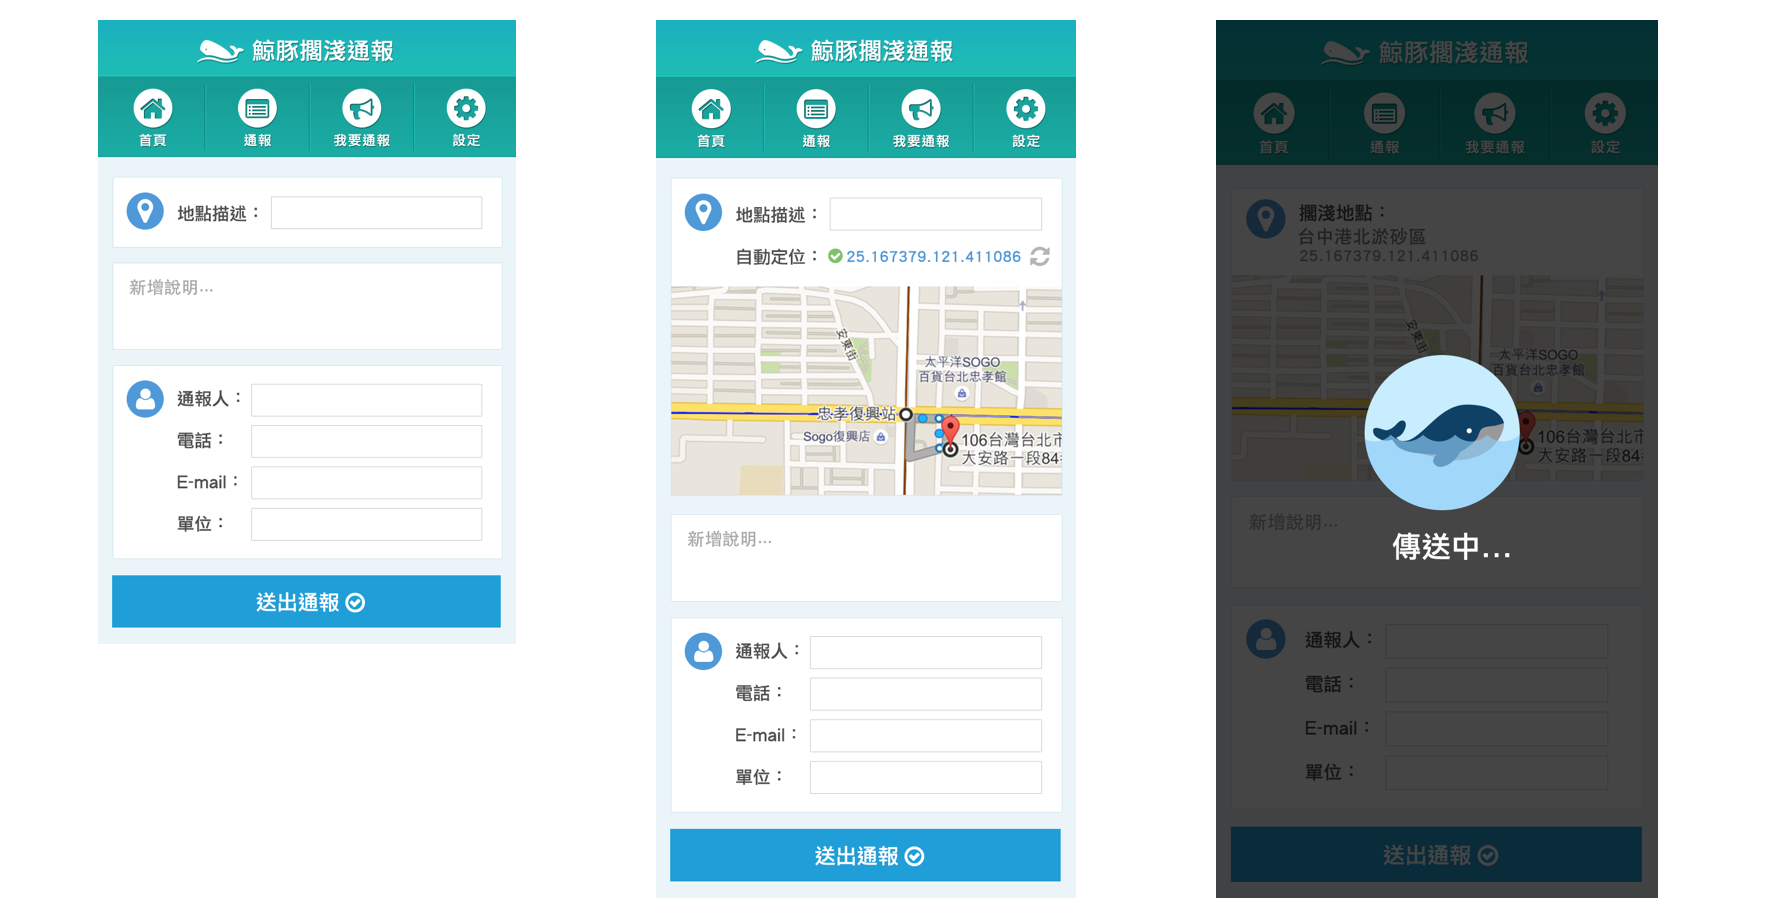 鯨豚擱淺通報
首頁 通報 我要通報 設定
地點描述：
新增說明...
通報人：
電話：
E-mail：
單位：
送出通報
鯨豚擱淺通報
首頁 通報 我要通報 設定
地點描述：
自動定位： 25.167379.121.411086
安東街
太平洋SOGO
百貨台北忠孝館
忠孝復興站
Sogo復興店
106台灣台北市
大安路一段84
新增說明...
通報人：
電話：
E-mail：
單位：
送出通報
鯨豚擱淺通報
首頁 通報 我要通報 設定
擱淺地點：
台中港北淤砂區
25.167379.121.411086
安東街
太平洋SOGO
百貨台北忠孝館
106台灣台北市
大安路一段84
新增說明...
傳送中...
通報人：
電話：
E-mail：
單位：
送出通報